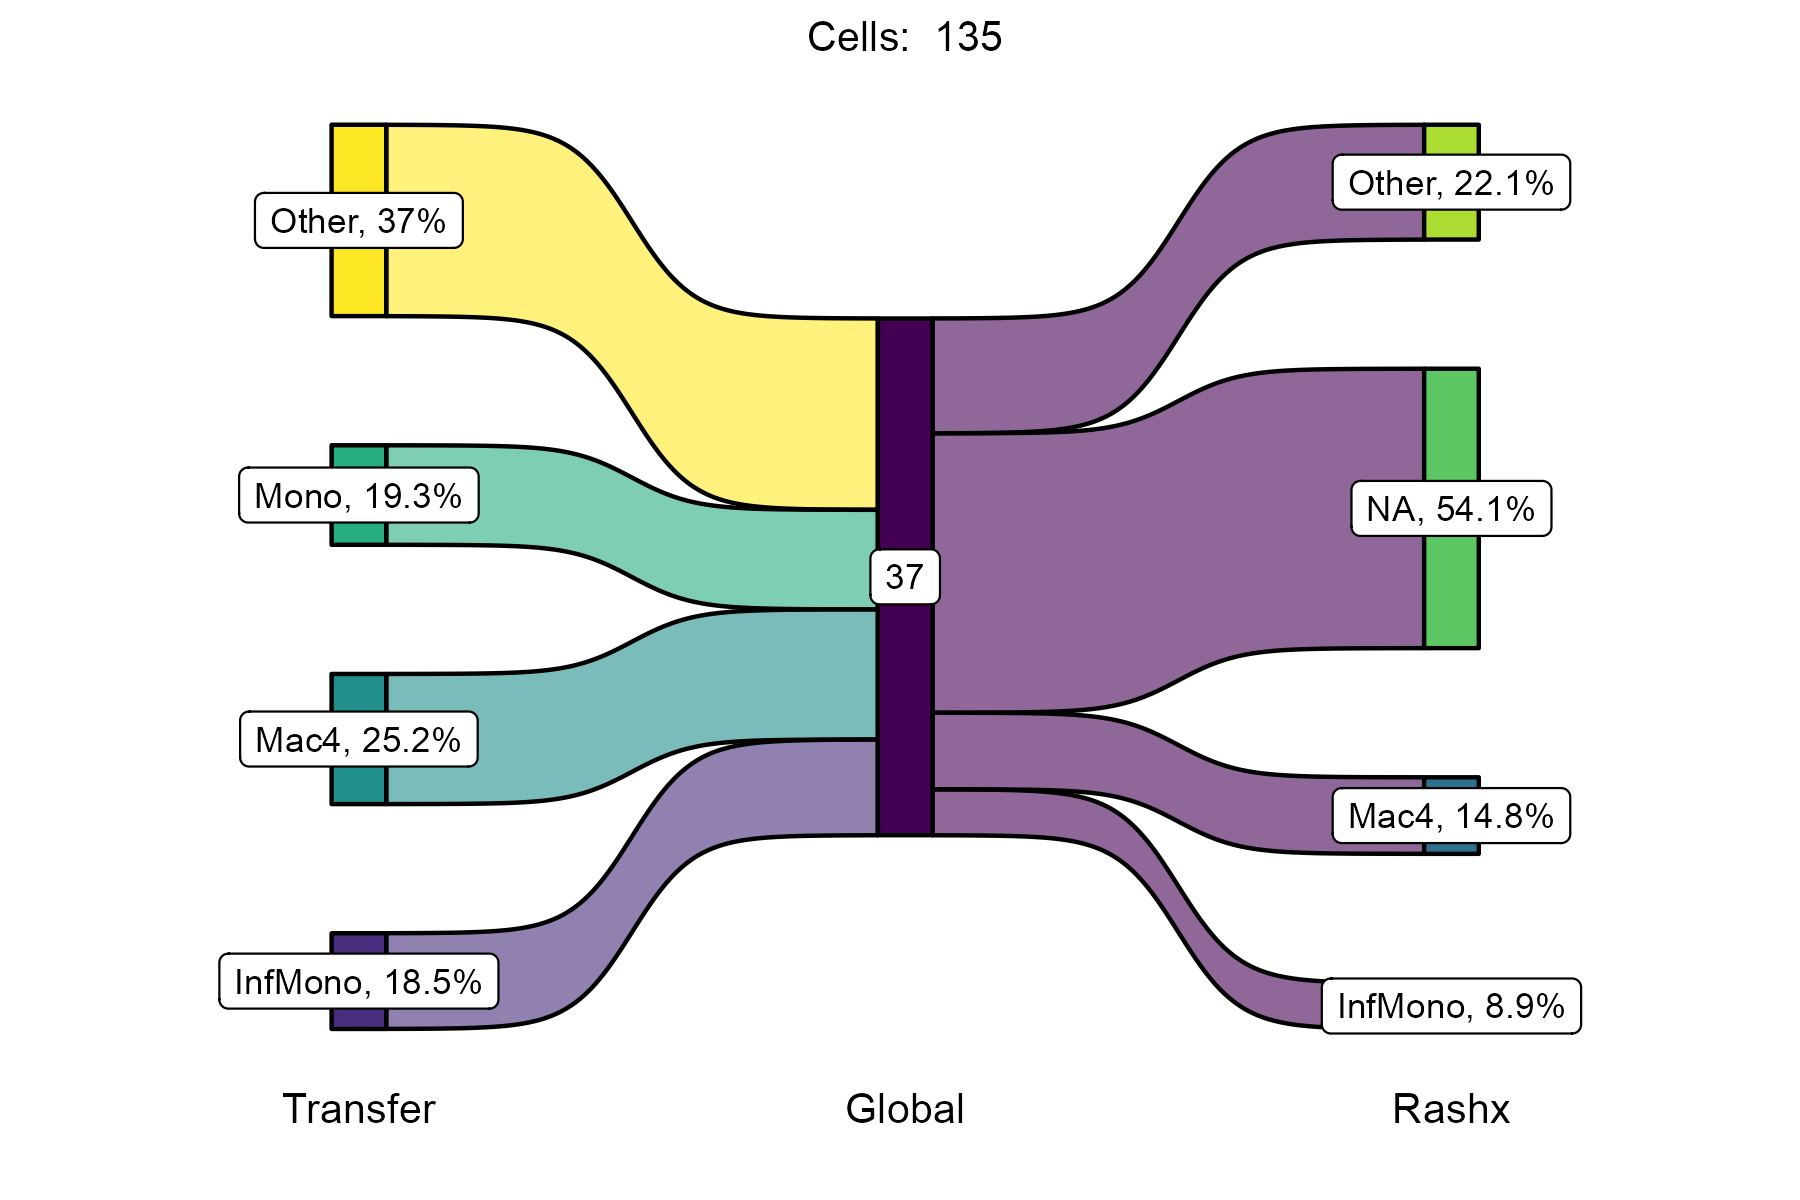 Cells:  135
Other, 37%
Mono, 19.3%
Mac4, 25.2%
InfMono, 18.5%
37
Other, 22.1%
NA, 54.1%
Mac4, 14.8%
InfMono, 8.9%
Transfer
Global
Rashx